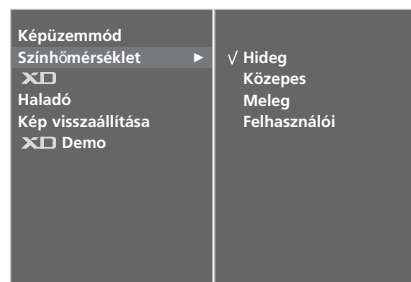 Képüzemmód
Színhőmérséklet ►
XD
Haladó
Kép visszaállítása
XD Demo
√ Hideg
Közepes
Meleg
Felhasználói